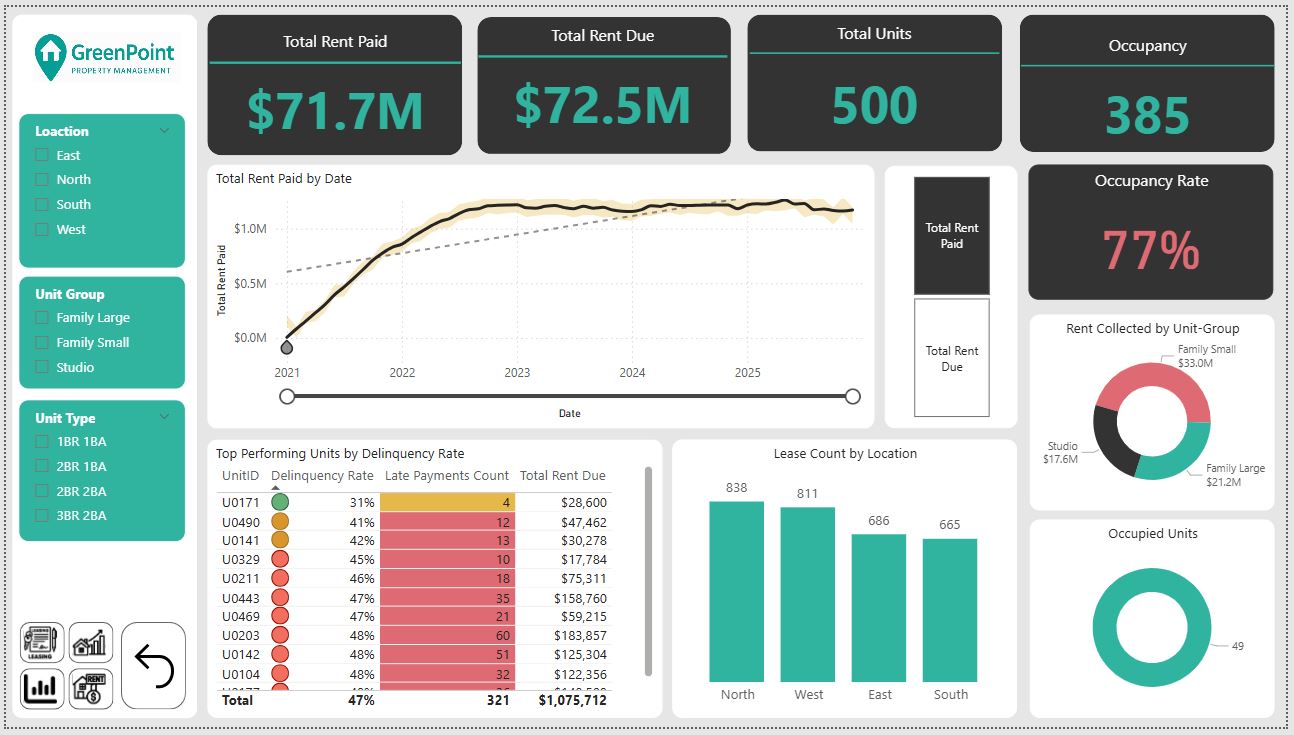 GreenPoint
PROPERTY MANAGEMENT
Loaction
East
North
South
West
Unit Group
Family Large
Family Small
Studio
Unit Type
1BR 1BA
2BR 1BA
2BR 2BA
3BR 2BA
LEASING
RENT
$
Total Rent Paid
$71.7M
Total Rent Due
$72.5M
Total Units
500
Occupancy
385
Total Rent Paid by Date
Total Rent Paid
$1.0M
$0.5M
$0.0M
2021 2022 2023 2024 2025
Date
Total Rent
Paid
Total Rent
Due
Occupancy Rate
77%
Rent Collected by Unit-Group
Family Small
$33.0M
Studio
$17.6M
Family Large
$21.2M
Top Performing Units by Delinquency Rate
UnitID Delinquency Rate Late Payments Count Total Rent Due
U0171 31% 4 $28,600
U0490 41% 12 $47,462
U0141 42% 13 $30,278
U0329 45% 10 $17,784
U0211 46% 18 $75,311
U0443 47% 35 $158,760
U0469 47% 21 $59,215
U0203 48% 60 $183,857
U0142 48% 51 $125,304
U0104 48% 32 $122,356
Total 47% 321 $1,075,712
Lease Count by Location
838 811 686 665
North West East South
Occupied Units
49